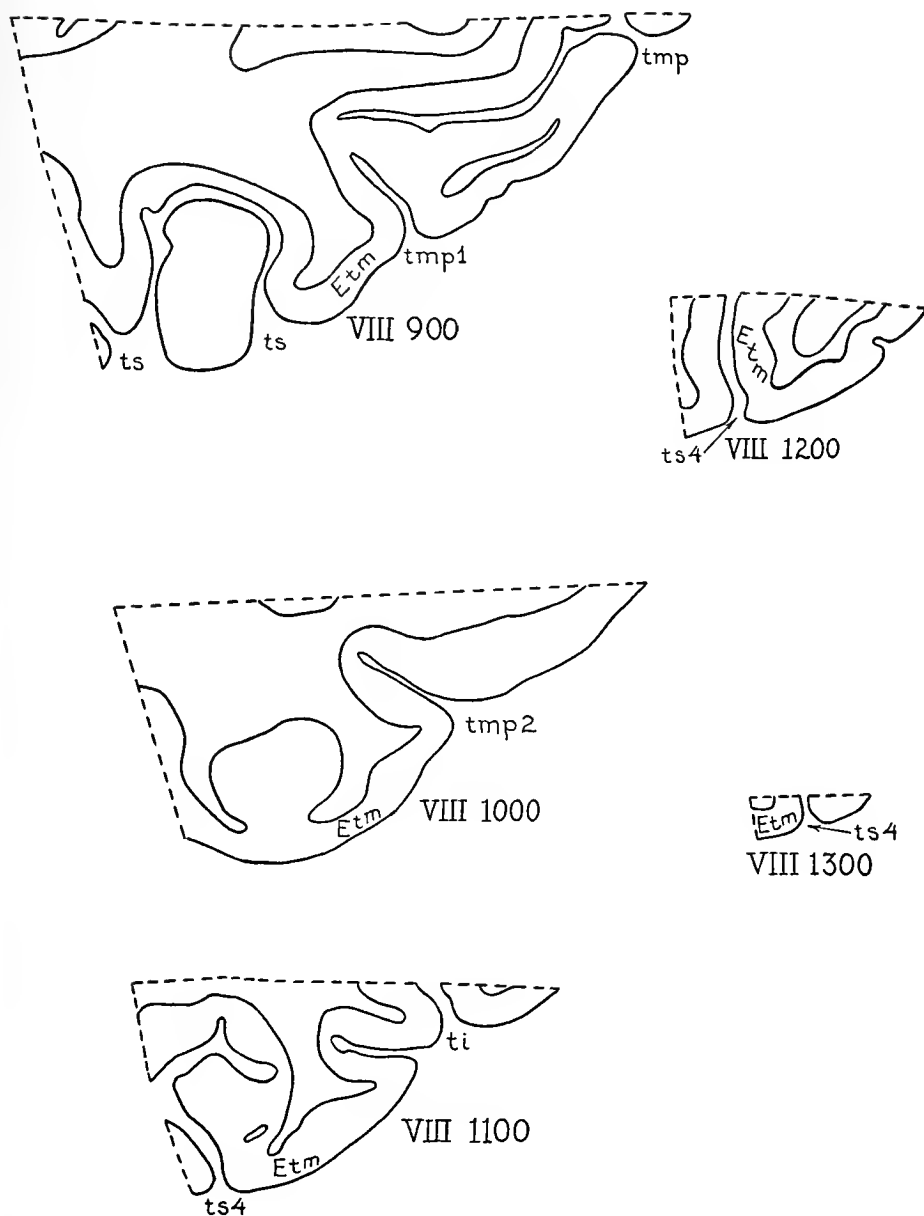 tmp
Etm
tmp1
ts
ts
VIII 900
Etm
ts4
VIII 1200
tmp2
Etm
VIII 1000
Etm
ts4
VIII 1300
ti
Etm
VIII 1100
ts4